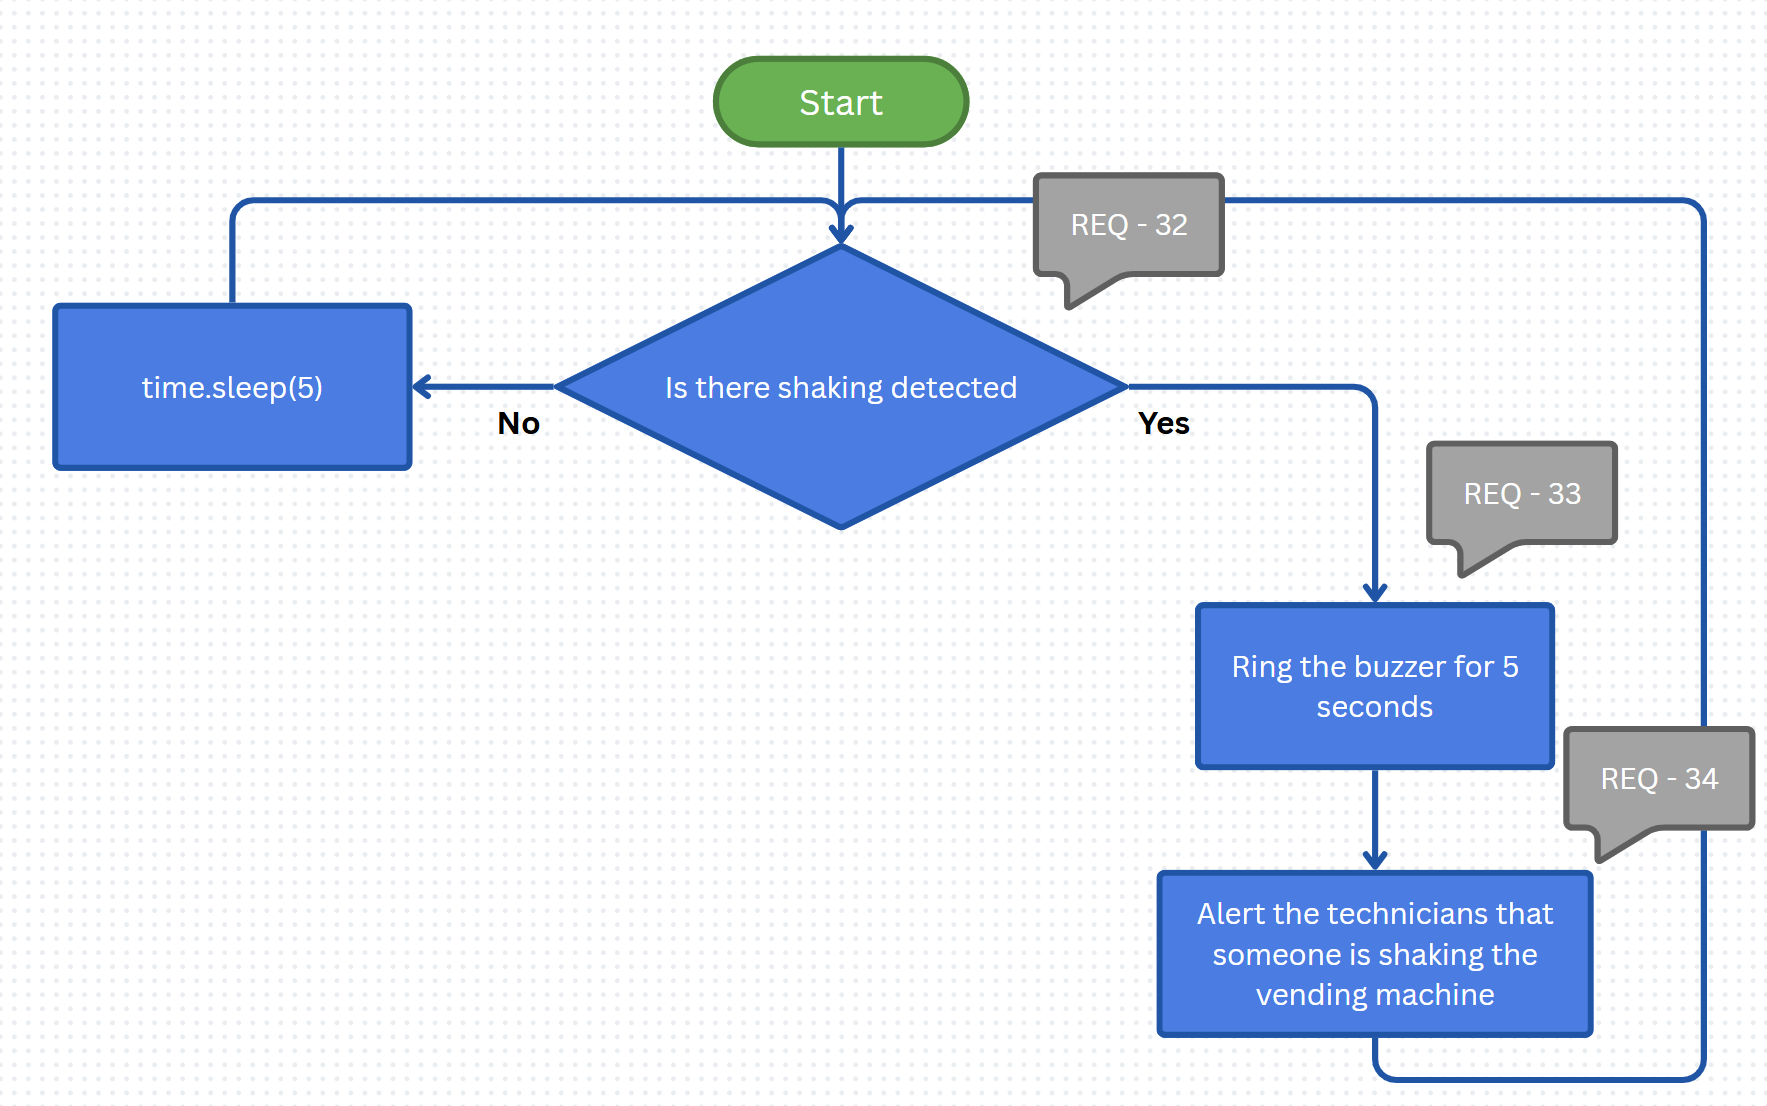 Start
REQ - 32
time.sleep(5)
Is there shaking detected
No
Yes
REQ - 33
Ring the buzzer for 5
seconds
REQ - 34
Alert the technicians that
someone is shaking the
vending machine